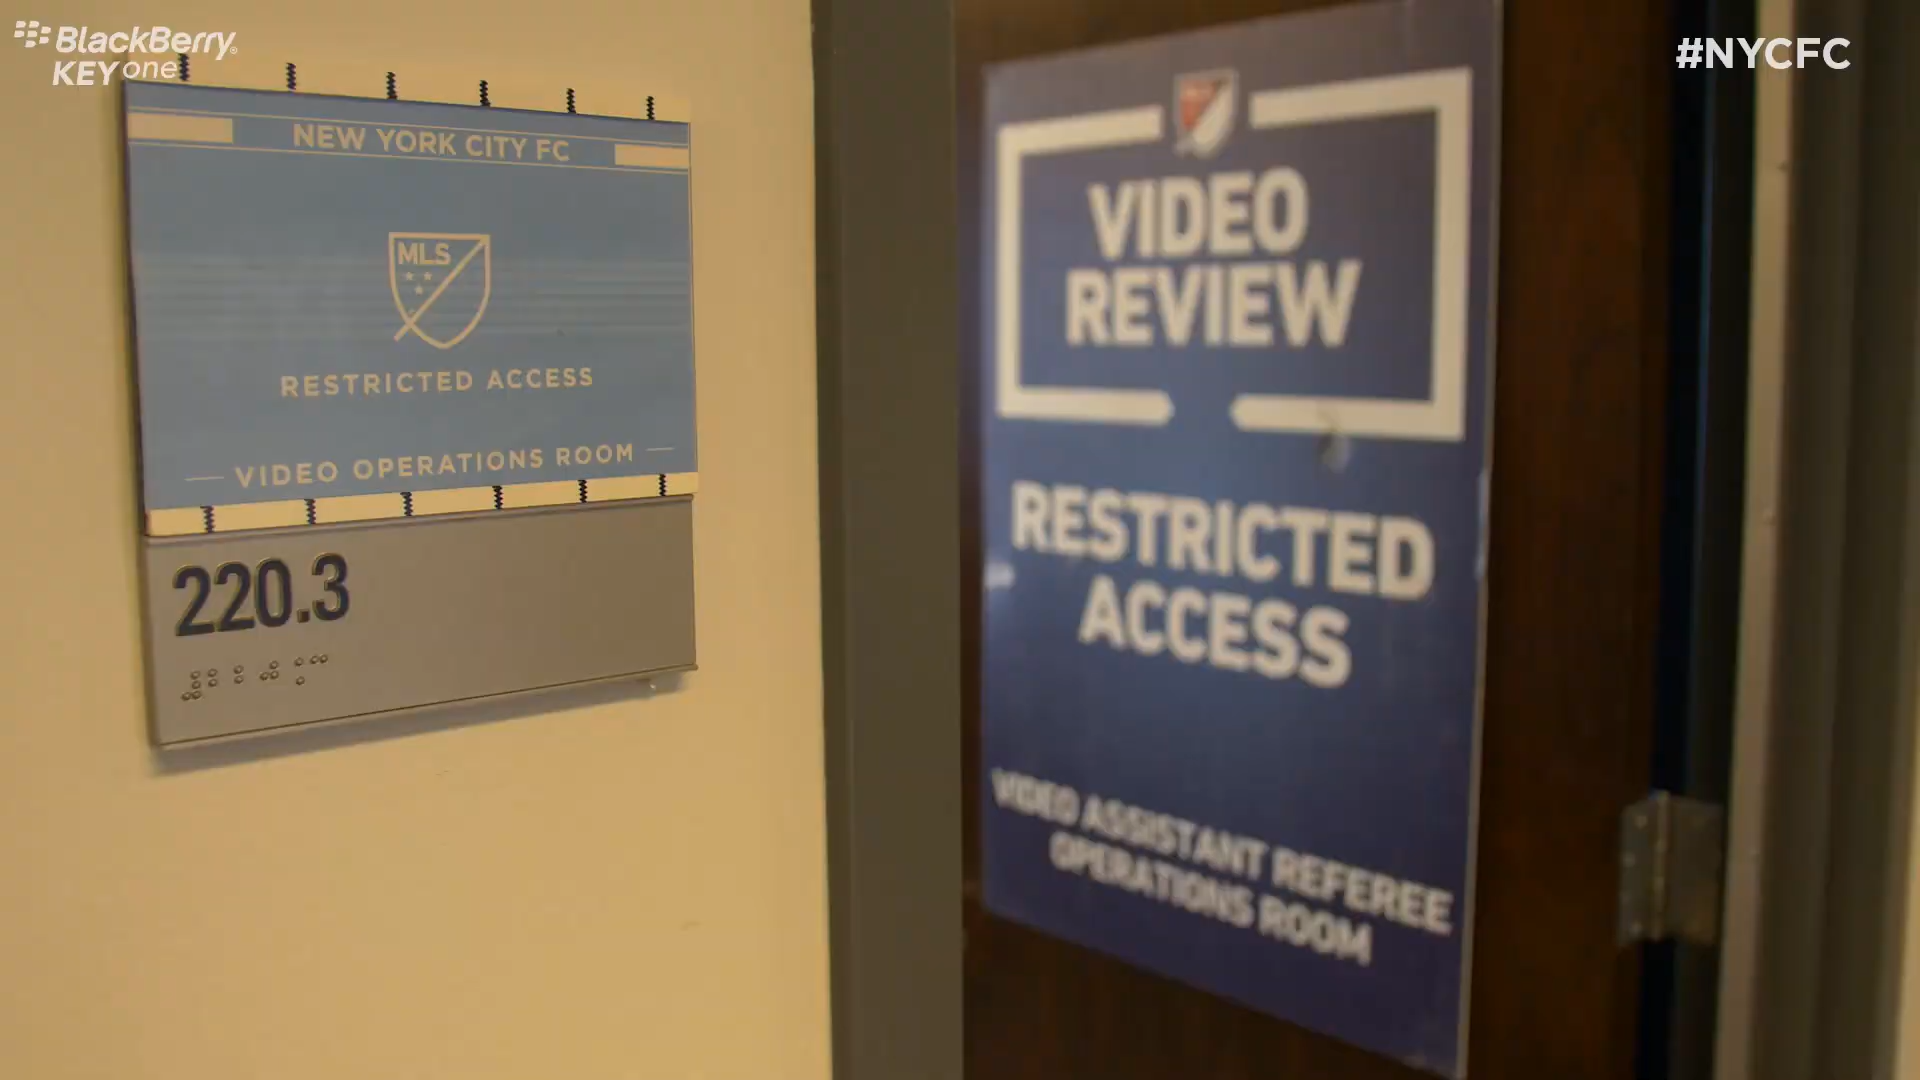 BlackBerry
KEYone
#NYCFC
NEW YORK CITY FC
MLS
RESTRICTED ACCESS
VIDEO OPERATIONS ROOM
220.3
VIDEO
REVIEW
RESTRICTED
ACCESS
VIDEO ASSISTANT REFEREE
OPERATIONS ROOM